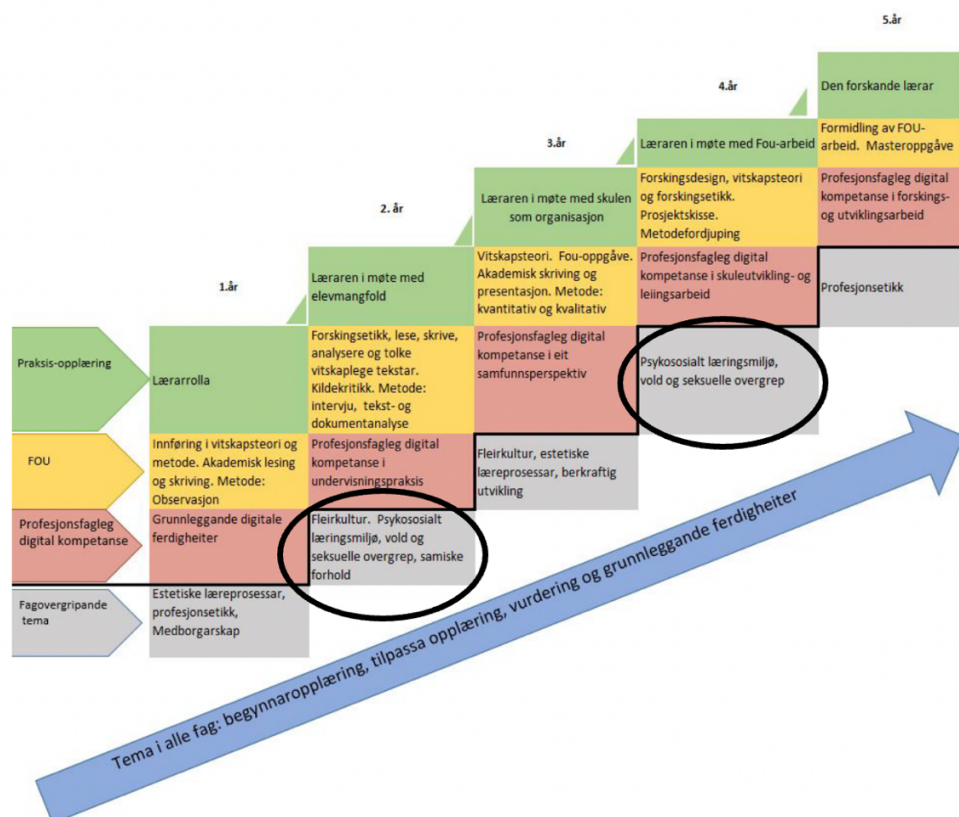 5.år
Den forskande lærar
4.år
Formidling av FOU-
arbeid. Masteroppgåve
Læraren i møte med Fou-arbeid
3.år
Profesjonsfagleg digital
kompetanse i forskings-
og utviklingsarbeid
Forskingsdesign, vitskapsteori
og forskingsetikk.
Prosjektskisse.
Metodefordjuping
Læraren i møte med skulen
som organisasjon
2. år
Profesjonsetikk
Profesjonsfagleg digital
kompetanse i skuleutvikling- og
leiingsarbeid
Vitskapsteori. Fou-oppgåve.
Akademisk skriving og
presentasjon. Metode:
kvantitativ og kvalitativ
Læraren i møte med
elevmangfold
1.år
Psykososialt læringsmiljø,
vold og seksuelle overgrep
Profesjonsfagleg digital
kompetanse i eit
samfunnsperspektiv
Forskingsetikk, lese, skrive,
analysere og tolke
vitskaplege tekstar.
Kildekritikk. Metode:
intervju, tekst- og
dokumentanalyse
Lærarrolla
Praksis-opplæring
Fleirkultur, estetiske
læreprosessar, berkraftig
utvikling
Profesjonsfagleg digital
kompetanse i
undervisningspraksis
Innføring i vitskapsteori og
metode. Akademisk lesing
og skriving. Metode:
Observasjon
FOU
Fleirkultur. Psykososialt
læringsmiljø, vold og
seksuelle overgrep, samiske
forhold
Grunnleggande digitale
ferdigheiter
Profesjonsfagleg
digital kompetanse
Estetiske læreprosessar,
profesjonsetikk,
Medborgarskap
Fagovergripande
tema
Tema i alle fag: begynnaropplæring, tilpassa opplæring, vurdering og grunnleggande ferdigheiter